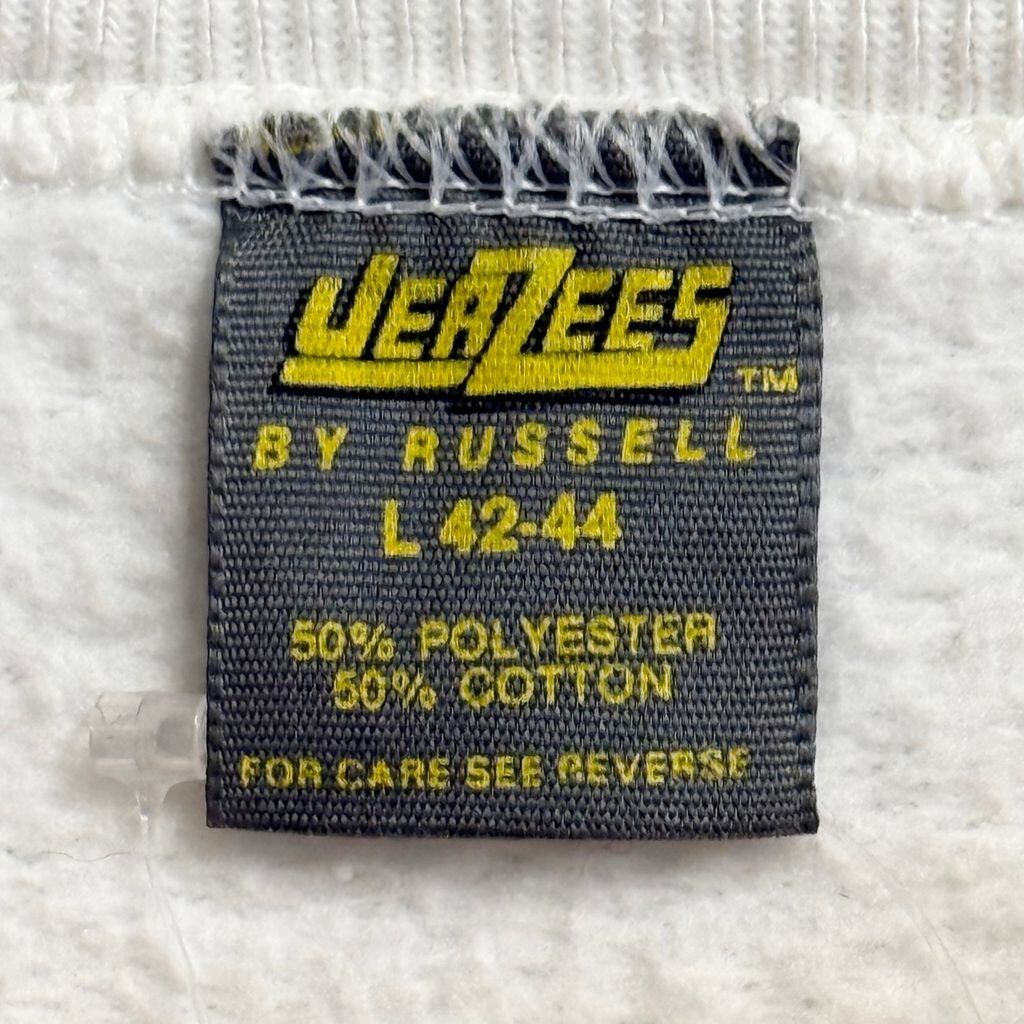 JERZEES TM
BY RUSSELL
L 42-44
50% POLYESTER
50% COTTON
FOR CARE SEE REVERSE